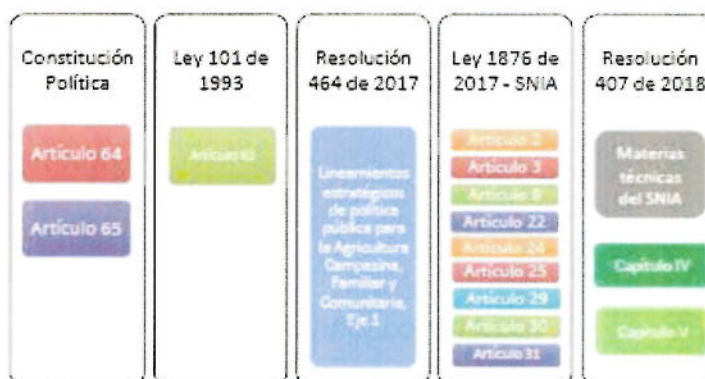 Constitución
Política
Artículo 64
Artículo 65
Ley 101 de
1993
Artículo
Resolución
464 de 2017
Lineamientos
estratégicos
de política
pública para
la Agricultura
Campesina,
Familiar y
Comunitaria,
Eje 1
Ley 1876 de
2017 - SNIA
Artículo 2
Artículo 3
Artículo 8
Artículo 22
Artículo 24
Artículo 25
Artículo 29
Artículo 30
Artículo 31
Resolución
407 de 2018
Materias
técnicas
del SNIA
Capítulo IV
Capítulo V